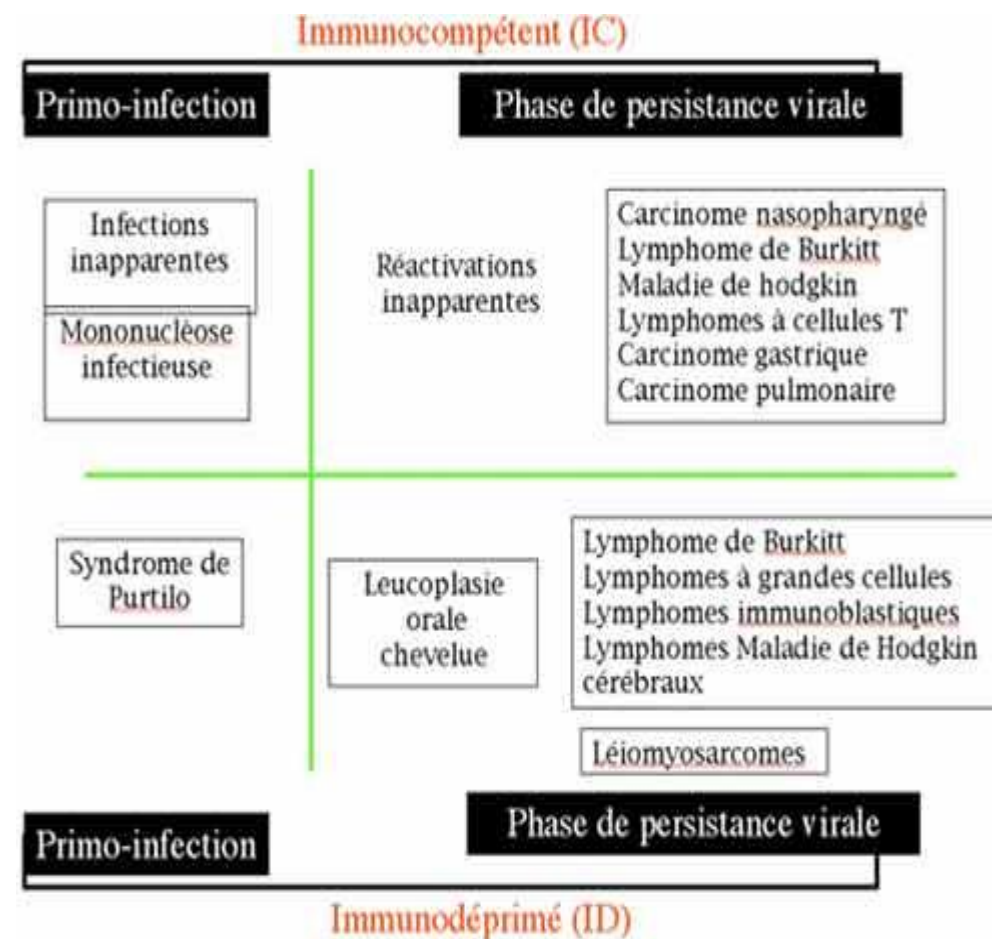 Immunocompétent (IC)
Primo-infection
Phase de persistance virale
Infections
inapparentes
Mononucléose
infectieuse
Réactivations
inapparentes
Carcinome nasopharyngé
Lymphome de Burkitt
Maladie de hodgkin
Lymphomes à cellules T
Carcinome gastrique
Carcinome pulmonaire
Syndrome de
Purtilo
Leucoplasie
orale
chevelue
Lymphome de Burkitt
Lymphomes à grandes cellules
Lymphomes immunoblastiques
Lymphomes Maladie de Hodgkin
cérébraux
Léiomyosarcomes
Primo-infection
Phase de persistance virale
Immunodéprimé (ID)